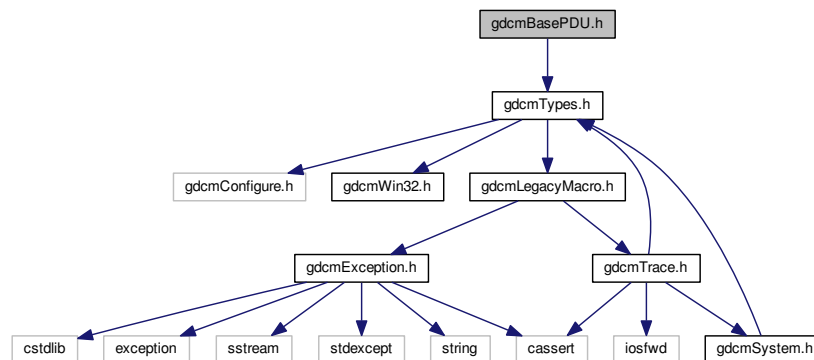 gdcmBasePDU.h
gdcmTypes.h
gdcmConfigure.h
gdcmWin32.h
gdcmLegacyMacro.h
gdcmException.h
gdcmTrace.h
cstdlib
exception
sstream
stdexcept
string
cassert
iosfwd
gdcmSystem.h